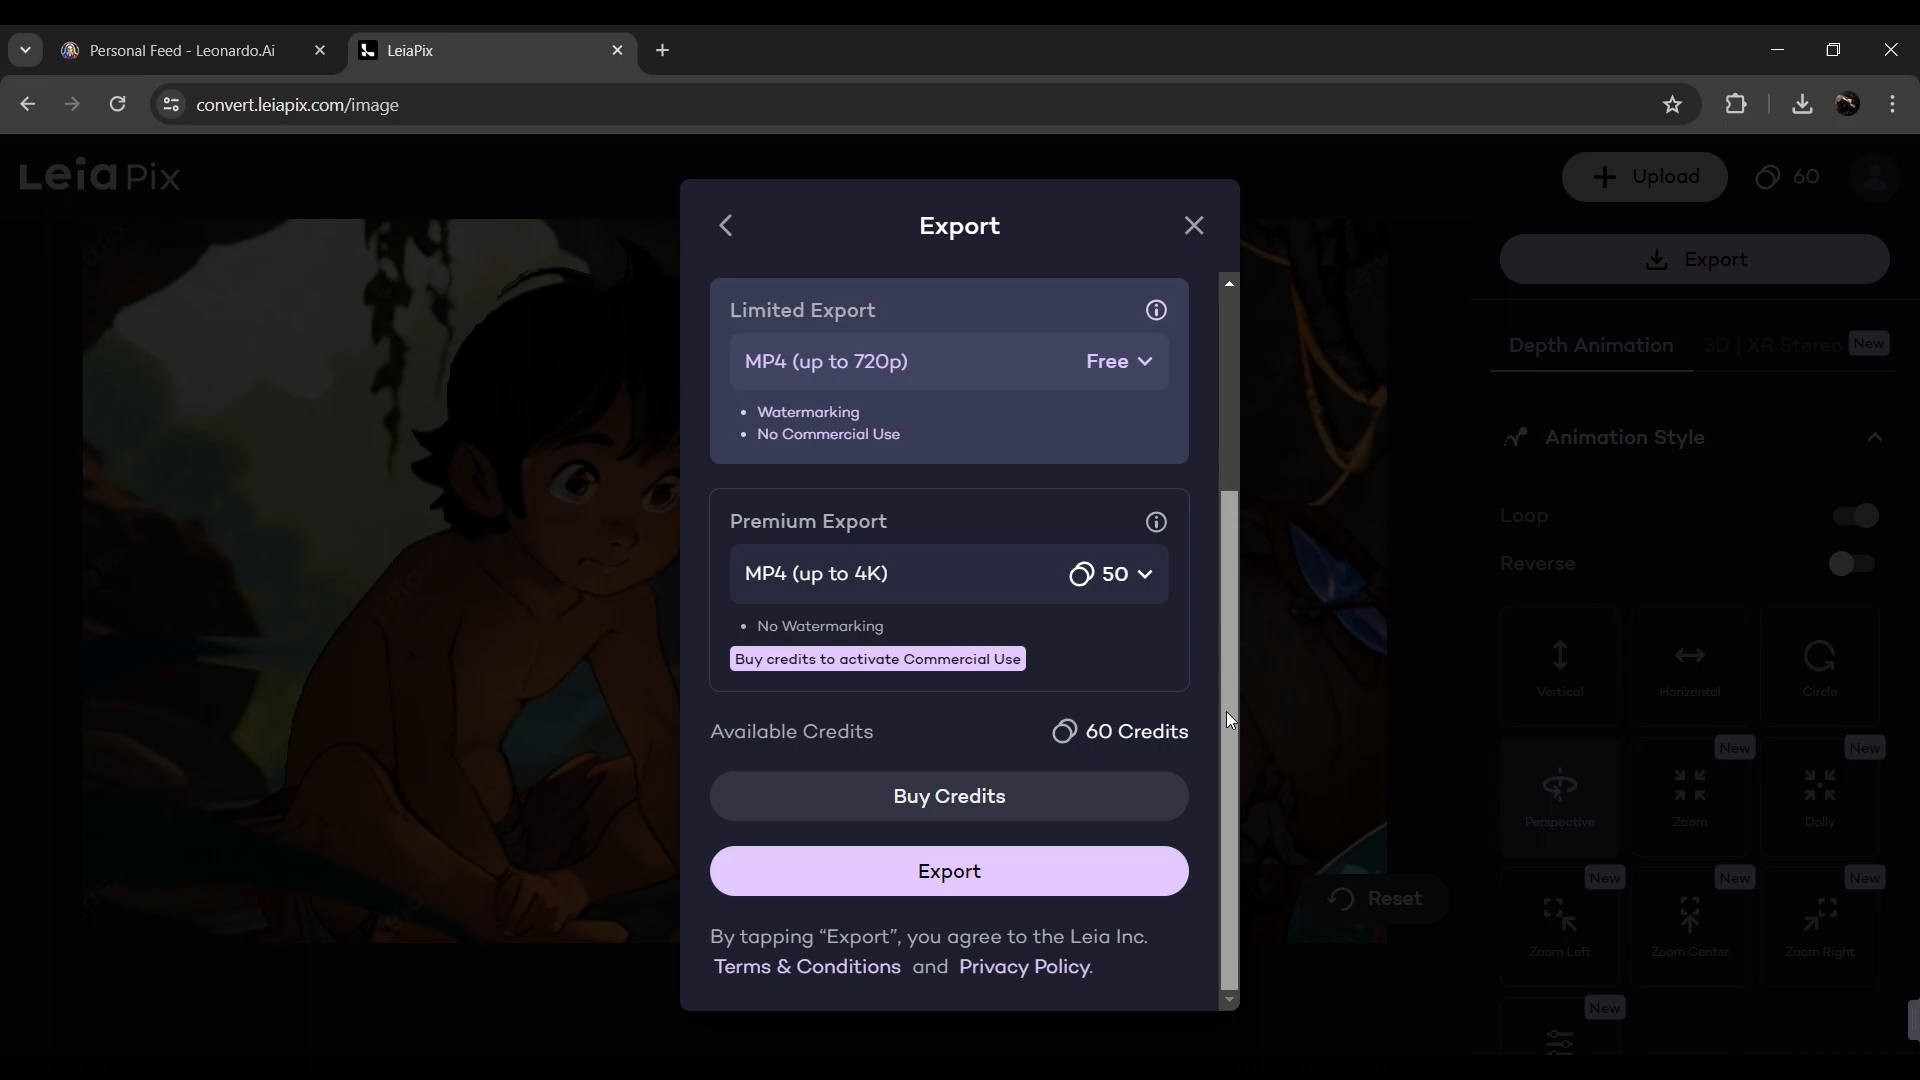 Personal Feed - Leonardo.Ai
LeiaPix
convert.leiapix.com/image
Leia Pix
Upload
60
Export
Export
Limited Export
MP4 (up to 720p)
Free
• Watermarking
• No Commercial Use
Premium Export
MP4 (up to 4K)
50
• No Watermarking
Buy credits to activate Commercial Use
Available Credits
60 Credits
Buy Credits
Export
By tapping “Export”, you agree to the Leia Inc.
Terms & Conditions and Privacy Policy.
Depth Animation
3D | XR Stereo
New
Animation Style
Loop
Reverse
Vertical
Horizontal
Circle
New
New
Perspective
Zoom
Dolly
New
New
New
Zoom Left
Zoom Center
Zoom Right
New
Reset